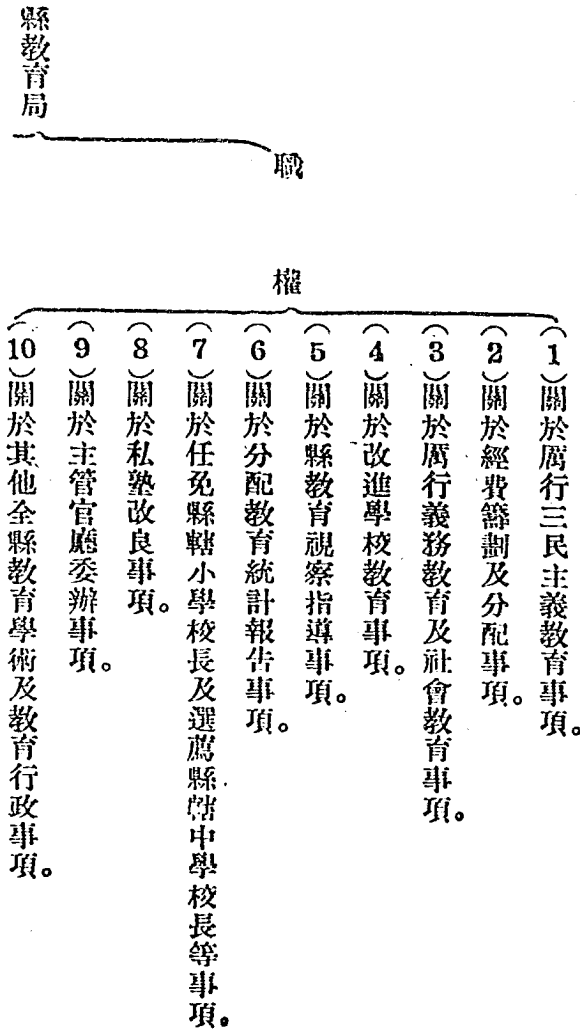 縣教育局
職權
(1)關於厲行三民主義教育事項。
(2)關於經費籌劃及分配事項。
(3)關於厲行義務教育及社會教育事項。
(4)關於改進學校教育事項。
(5)關於縣教育視察指導事項。
(6)關於分配教育統計報告事項。
(7)關於任免縣轄小學校長及選薦縣轄中學校長等事項。
(8)關於私塾改良事項。
(9)關於主管官廳委辦事項。
(10)關於其他全縣教育學術及教育行政事項。